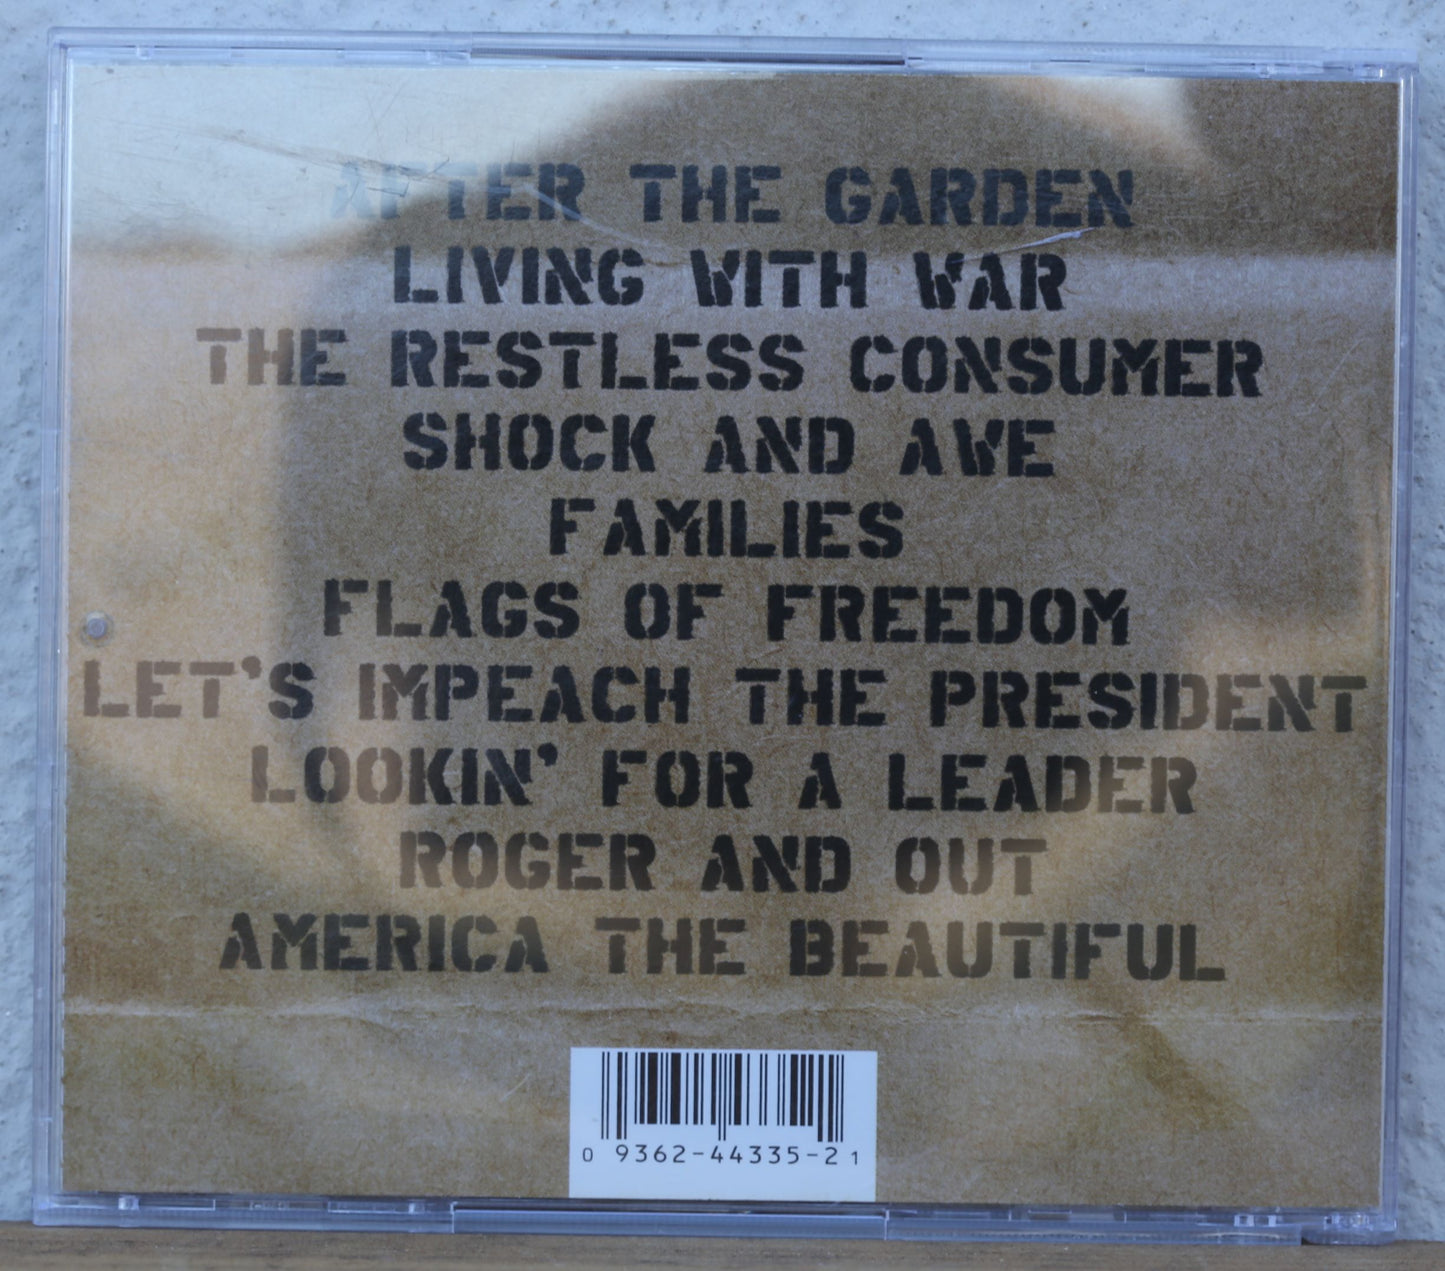 AFTER THE GARDEN
LIVING WITH WAR
THE RESTLESS CONSUMER
SHOCK AND AWE
FAMILIES
FLAGS OF FREEDOM
LET'S IMPEACH THE PRESIDENT
LOOKIN' FOR A LEADER
ROGER AND OUT
AMERICA THE BEAUTIFUL
0 9362-44335-2 1